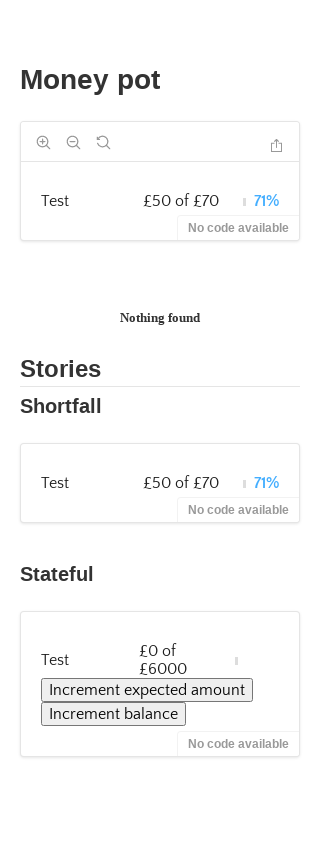 Money pot
Test £50 of £70 71%
No code available
Nothing found
Stories
Shortfall
Test £50 of £70 71%
No code available
Stateful
Test £0 of
£6000
Increment expected amount
Increment balance
No code available